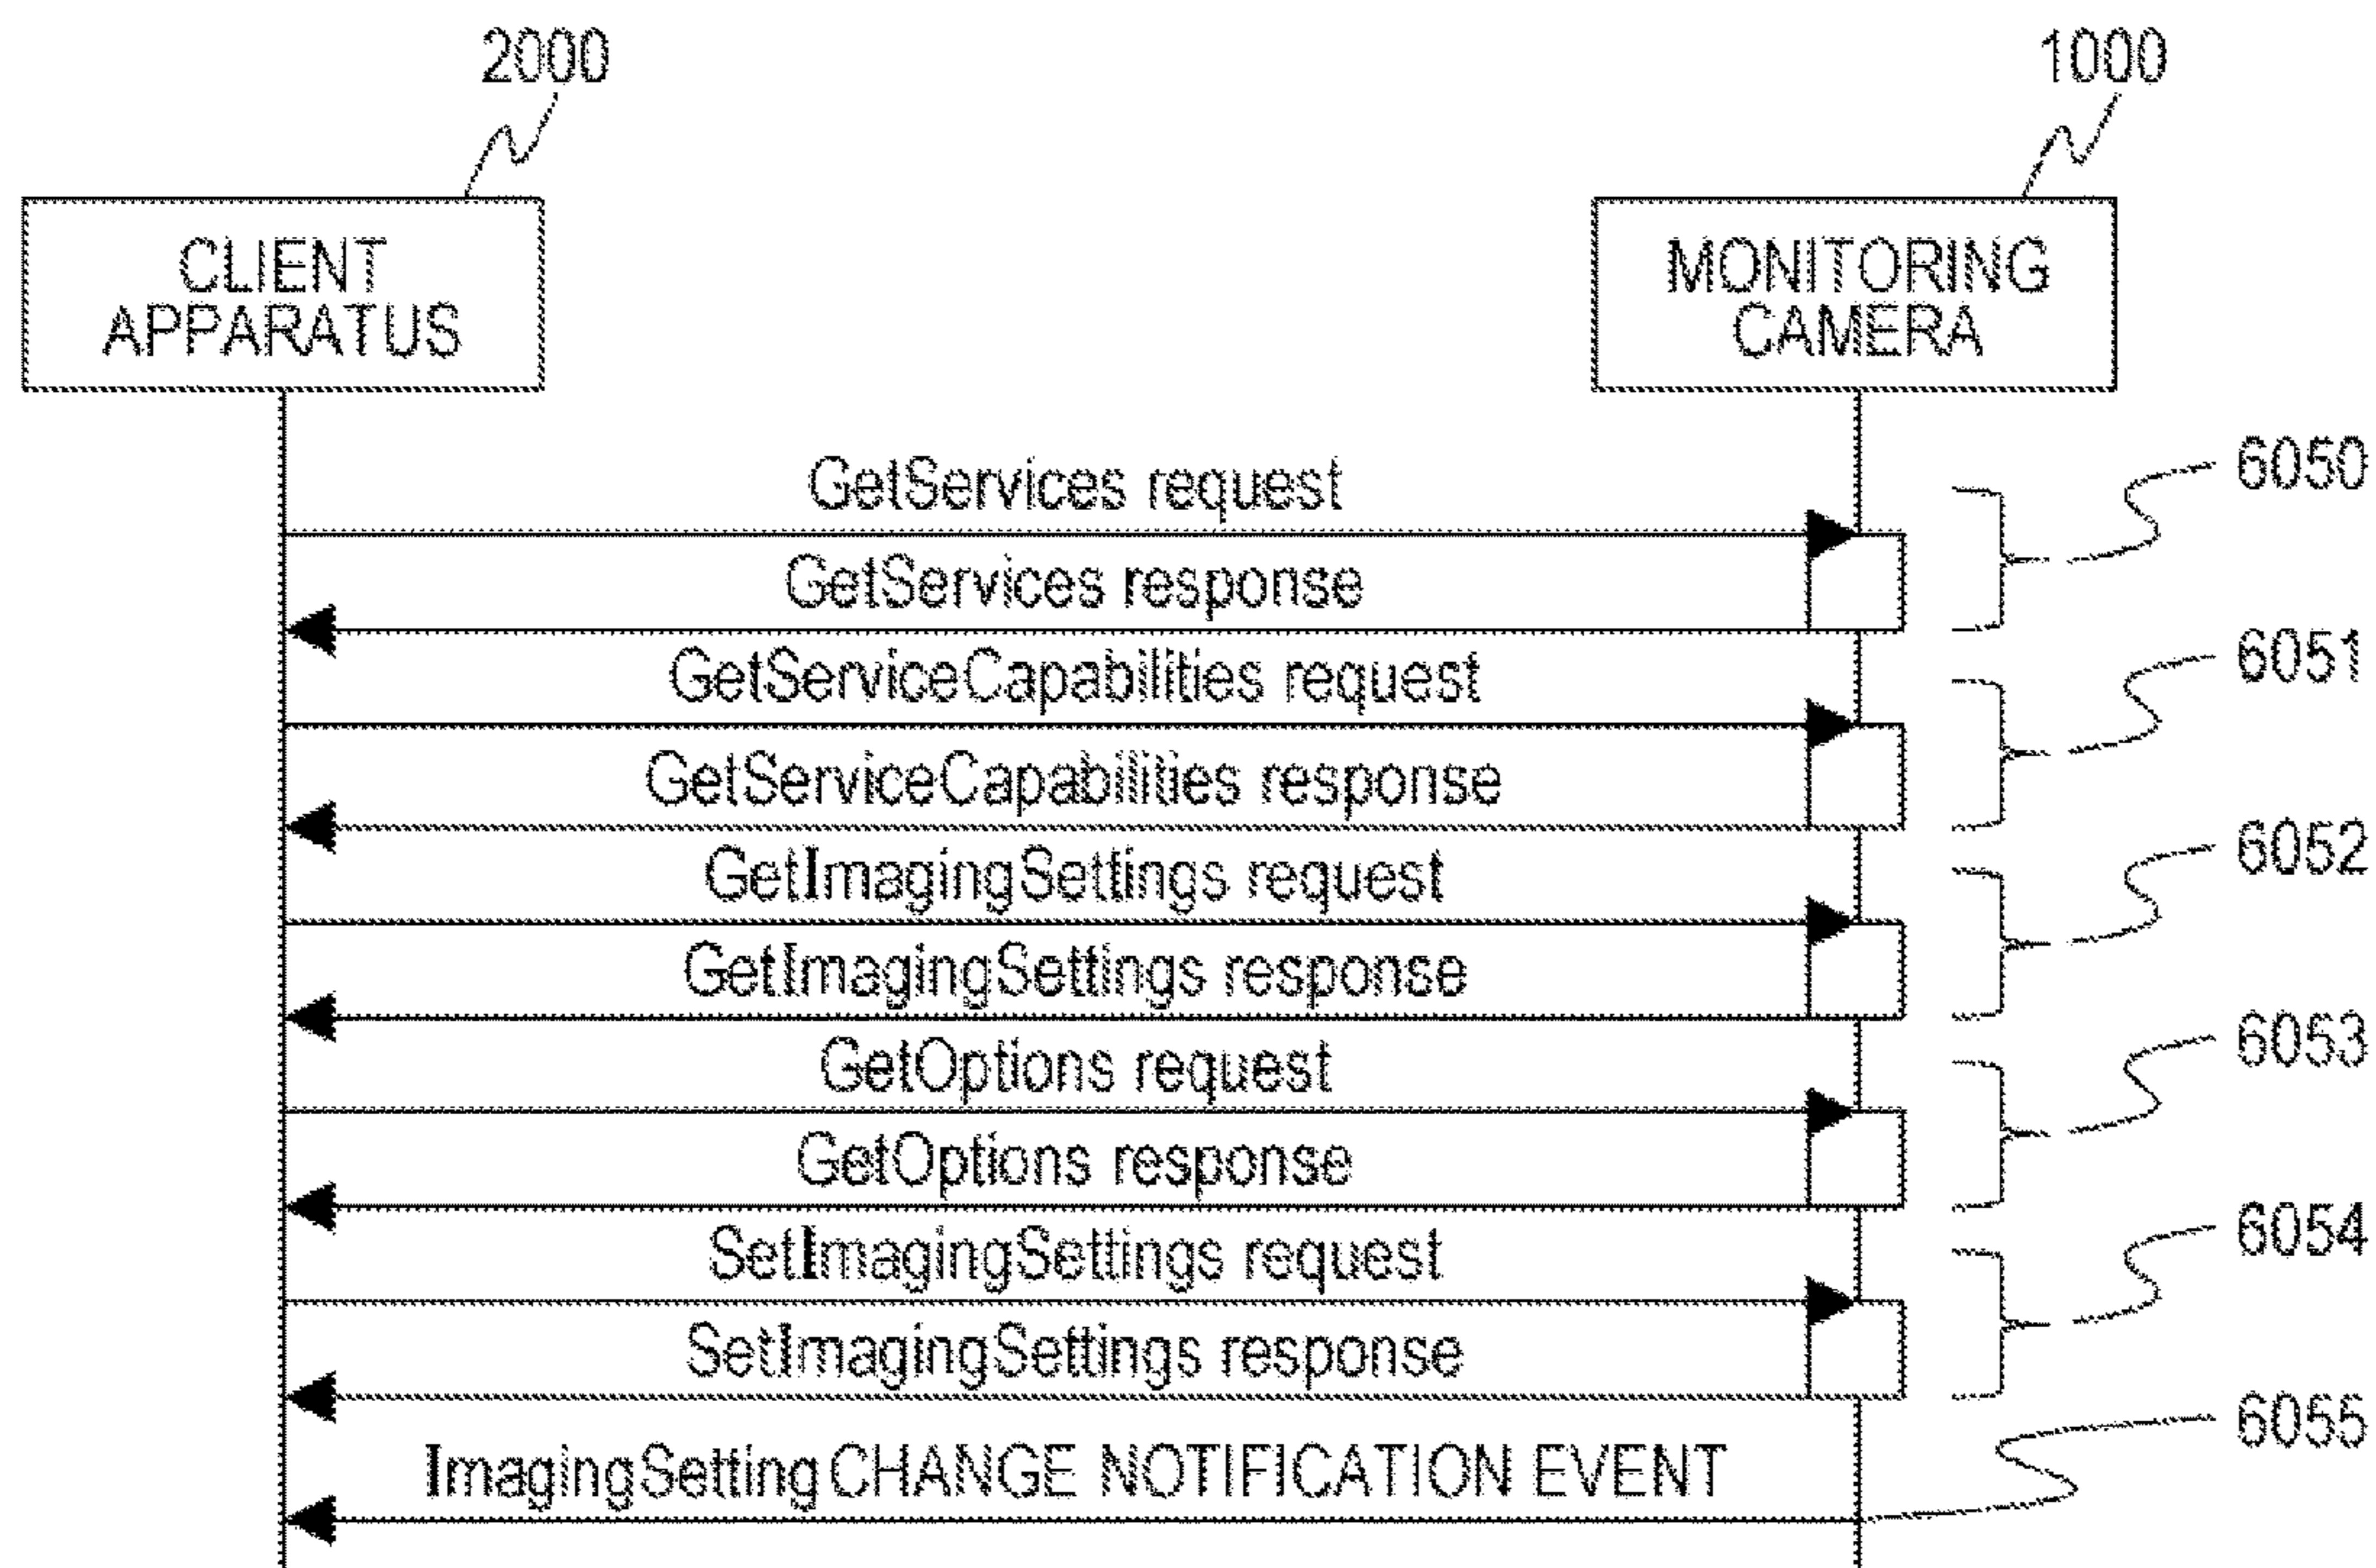 2000
1000
CLIENT
APPARATUS
MONITORING
CAMERA
GetServices request
6050
GetServices response
GetServiceCapabilities request
6051
GetServiceCapabilities response
GetImagingSettings request
6052
GetImagingSettings response
GetOptions request
6053
GetOptions response
SetImagingSettings request
6054
SetImagingSettings response
6055
ImagingSetting CHANGE NOTIFICATION EVENT